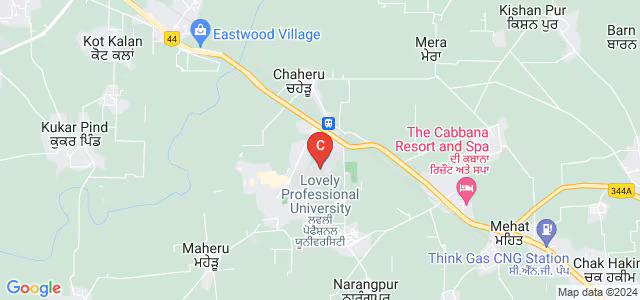 Kishan Pur
ਕਿਸ਼ਨ ਪੁਰ
Barn
ਬਾਰਨ
44
Eastwood Village
Kot Kalan
ਕੋਟ ਕਲਾਂ
Mera
ਮੇਰਾ
Chaheru
ਚਹੇੜੂ
Kukar Pind
ਕੁਕਰ ਪਿੰਡ
C
The Cabbana
Resort and Spa
ਦੀ ਕਬਾਨਾ
ਰਿਜ਼ੌਟ ਅਤੇ ਸਪਾ
Lovely
Professional
University
ਲਵਲੀ
ਪ੍ਰੋਫੈਸ਼ਨਲ
ਯੂਨੀਵਰਸਿਟੀ
344A
Mehat
ਮਹਿਤ
Maheru
ਮਹੇੜੂ
Think Gas CNG Station
ਸੀ.ਐੱਨ.ਜੀ. ਪੰਪ
Chak Hakim
ਚਕ ਹਕੀਮ
Narangpur
ਨਾਰੰਗਪੁਰ
Google
Map data ©2024